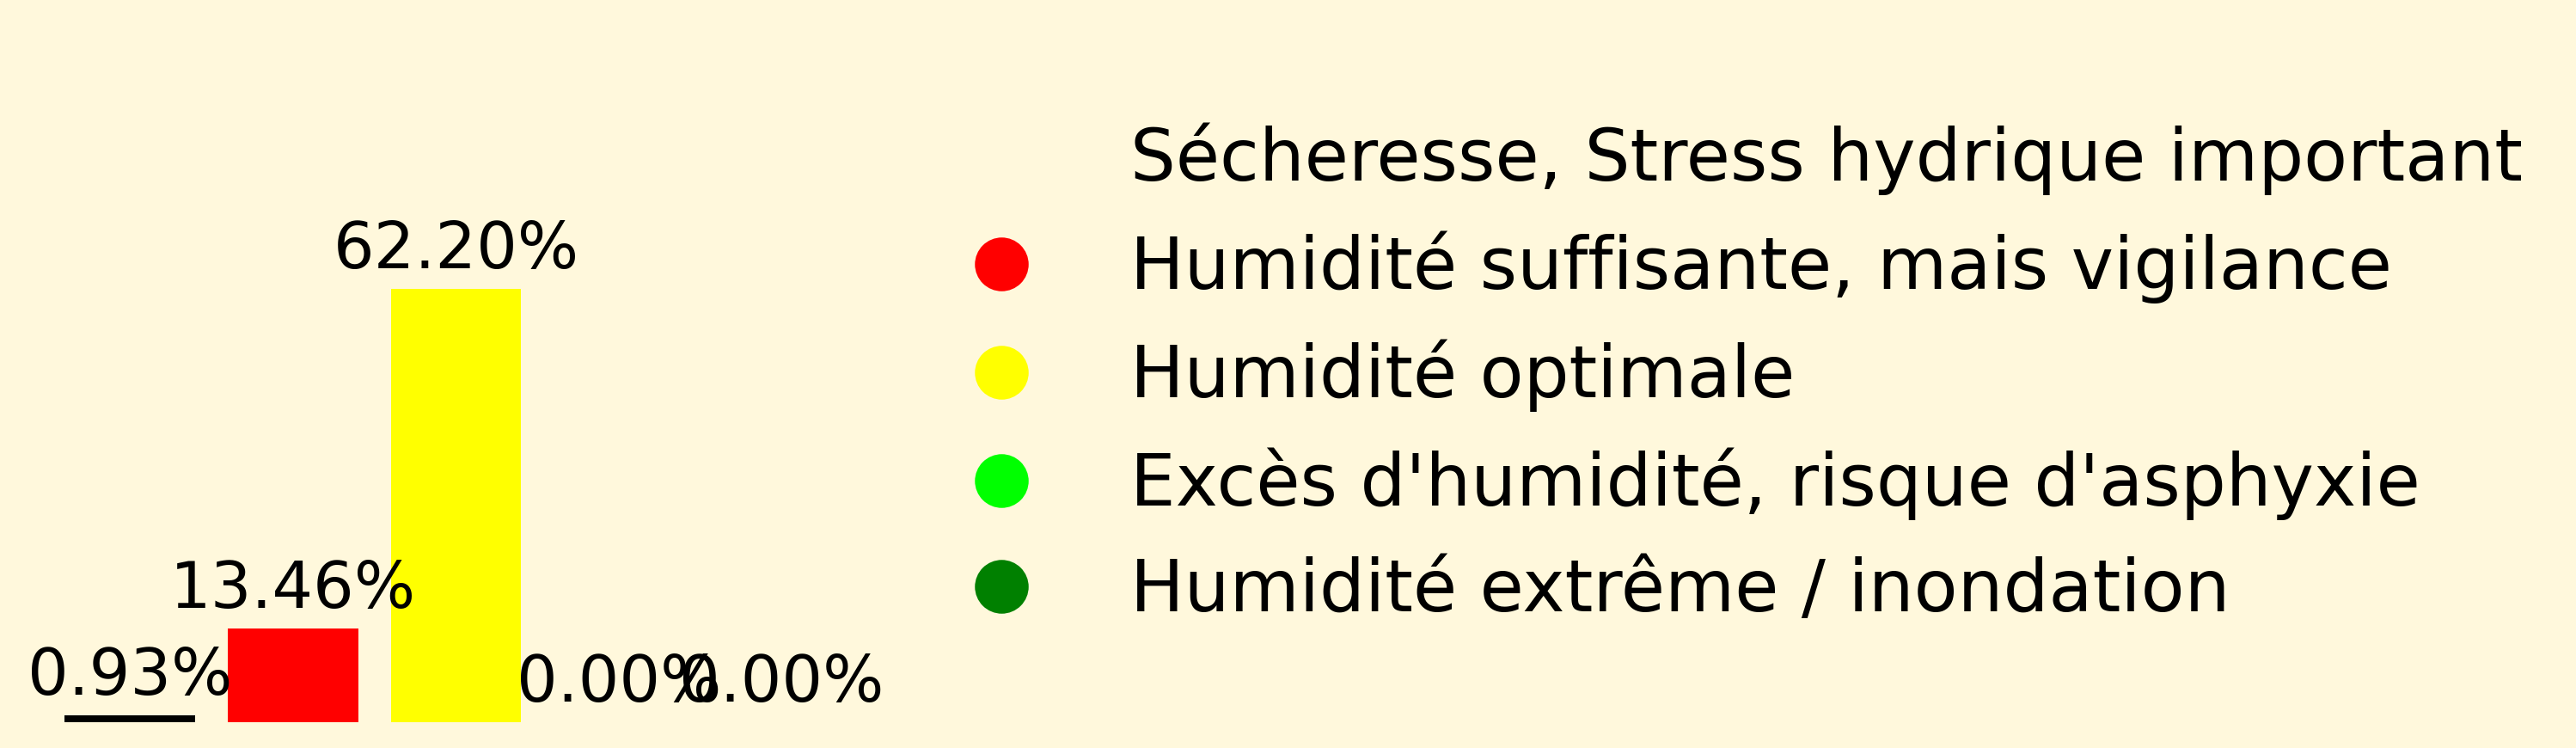 62.20%
13.46%
0.93%
0.00%
0.00%
Sécheresse, Stress hydrique important
Humidité suffisante, mais vigilance
Humidité optimale
Excès d'humidité, risque d'asphyxie
Humidité extrême / inondation